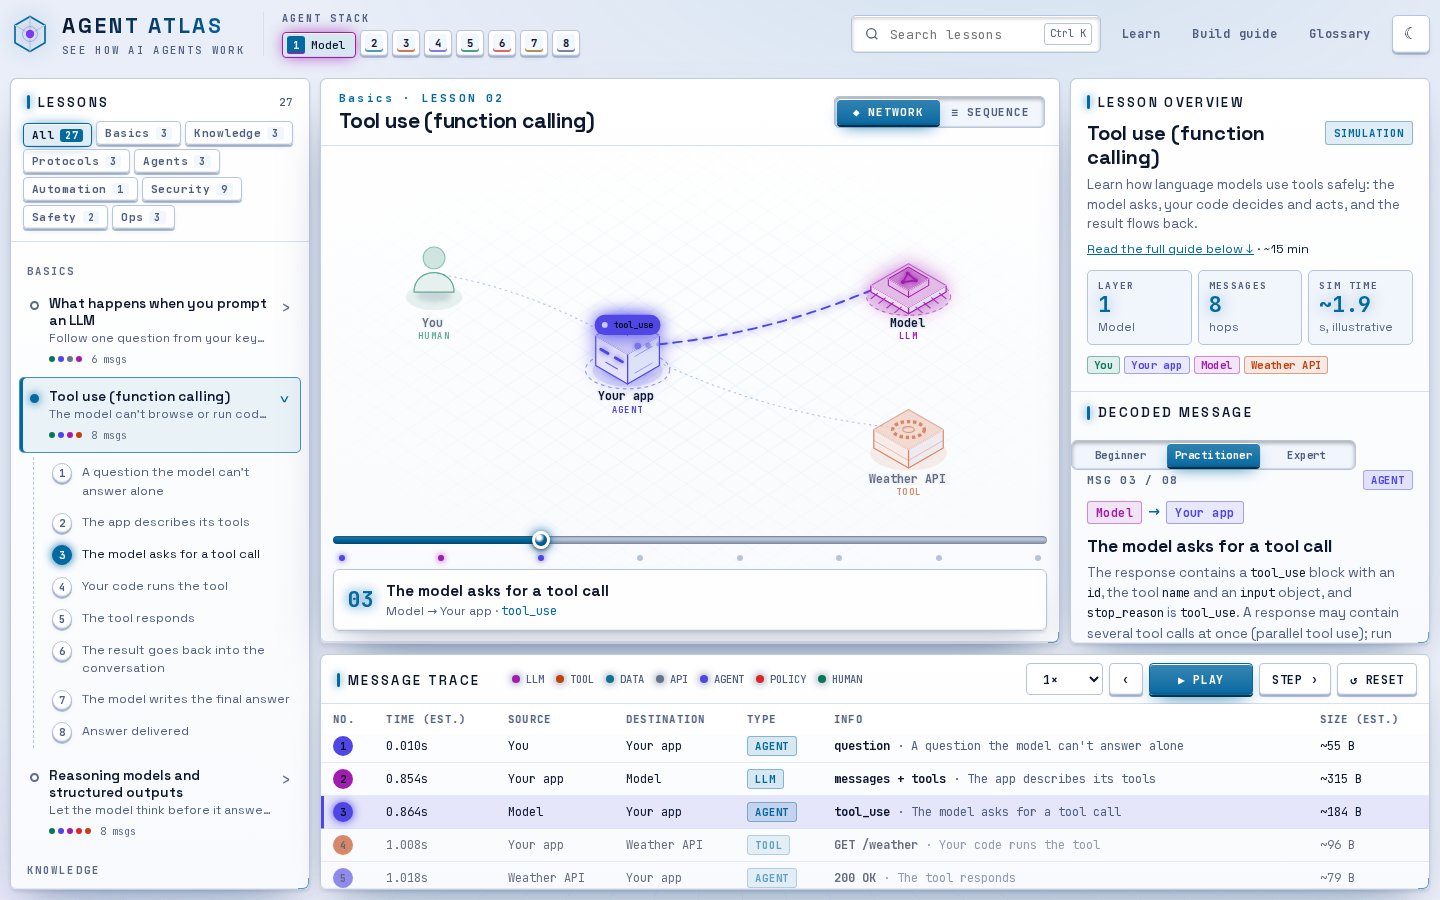 AGENT ATLAS
SEE HOW AI AGENTS WORK
AGENT STACK
1 Model 2 3 4 5 6 7 8
Search lessons Ctrl K
Learn Build guide Glossary
LESSONS 27
All 27 Basics 3 Knowledge 3
Protocols 3 Agents 3
Automation 1 Security 9
Safety 2 Ops 3
BASICS
What happens when you prompt
an LLM
Follow one question from your key…
6 msgs
Tool use (function calling)
The model can't browse or run cod…
8 msgs
1 A question the model can't
answer alone
2 The app describes its tools
3 The model asks for a tool call
4 Your code runs the tool
5 The tool responds
6 The result goes back into the
conversation
7 The model writes the final answer
8 Answer delivered
Reasoning models and
structured outputs
Let the model think before it answe…
8 msgs
KNOWLEDGE
Basics · LESSON 02
Tool use (function calling)
◆ NETWORK ≡ SEQUENCE
You
HUMAN
tool_use
Your app
AGENT
Model
LLM
Weather API
TOOL
03 The model asks for a tool call
Model → Your app · tool_use
LESSON OVERVIEW
Tool use (function
calling)
SIMULATION
Learn how language models use tools safely: the
model asks, your code decides and acts, and the
result flows back.
Read the full guide below ↓ · ~15 min
LAYER
1
Model
MESSAGES
8
hops
SIM TIME
~1.9
s, illustrative
You Your app Model Weather API
DECODED MESSAGE
Beginner Practitioner Expert
MSG 03 / 08 AGENT
Model → Your app
The model asks for a tool call
The response contains a tool_use block with an
id, the tool name and an input object, and
stop_reason is tool_use. A response may contain
several tool calls at once (parallel tool use); run
MESSAGE TRACE
LLM TOOL DATA API AGENT POLICY HUMAN
1× ‹ ▶ PLAY STEP › ↺ RESET
NO. TIME (EST.) SOURCE DESTINATION TYPE INFO SIZE (EST.)
1 0.010s You Your app AGENT question · A question the model can't answer alone ~55 B
2 0.854s Your app Model LLM messages + tools · The app describes its tools ~315 B
3 0.864s Model Your app AGENT tool_use · The model asks for a tool call ~184 B
4 1.008s Your app Weather API TOOL GET /weather · Your code runs the tool ~96 B
5 1.018s Weather API Your app AGENT 200 OK · The tool responds ~79 B